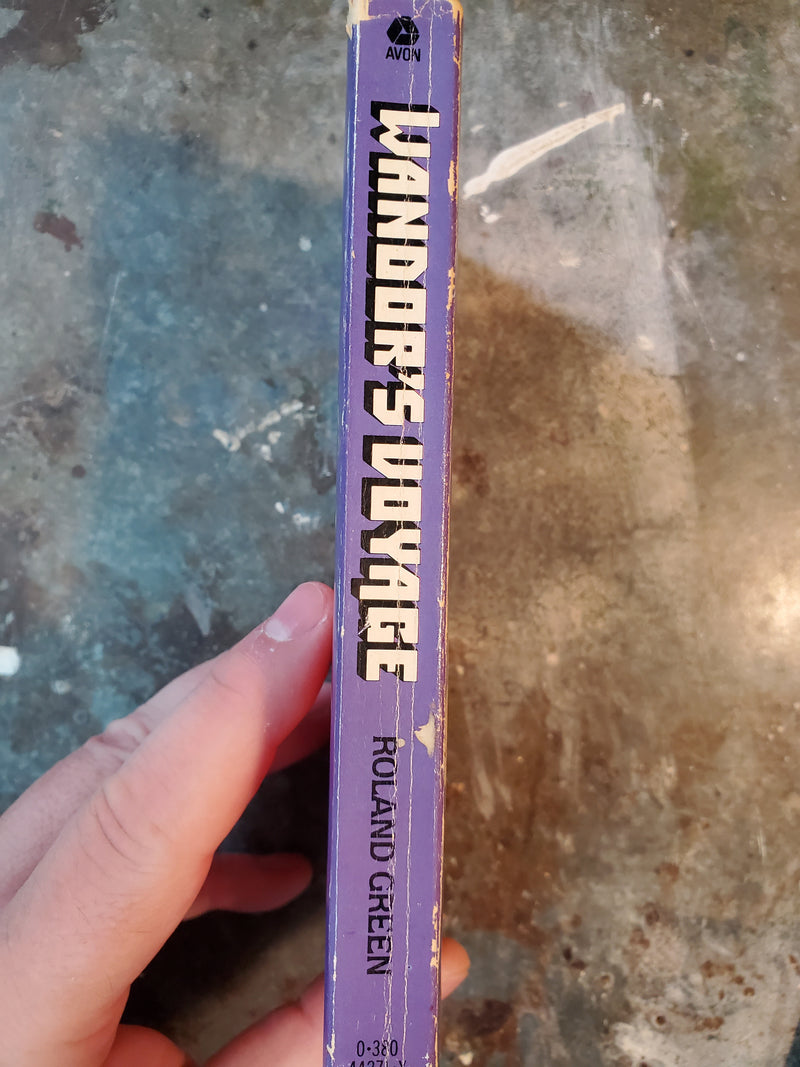 AVON
WANDOR'S VOYAGE
ROLAND GREEN
0-380